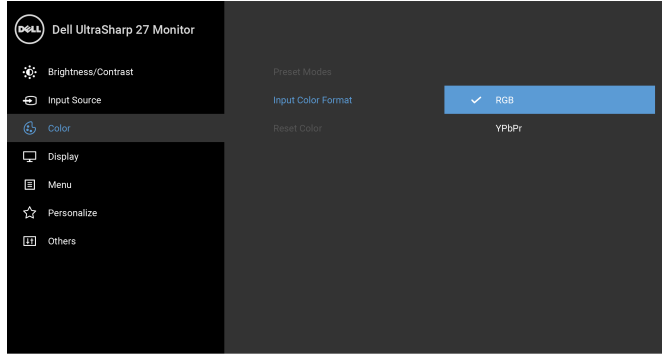 DELL Dell UltraSharp 27 Monitor
Brightness/Contrast
Input Source
Color
Display
Menu
Personalize
Others
Preset Modes
Input Color Format
Reset Color
RGB
YPbPr